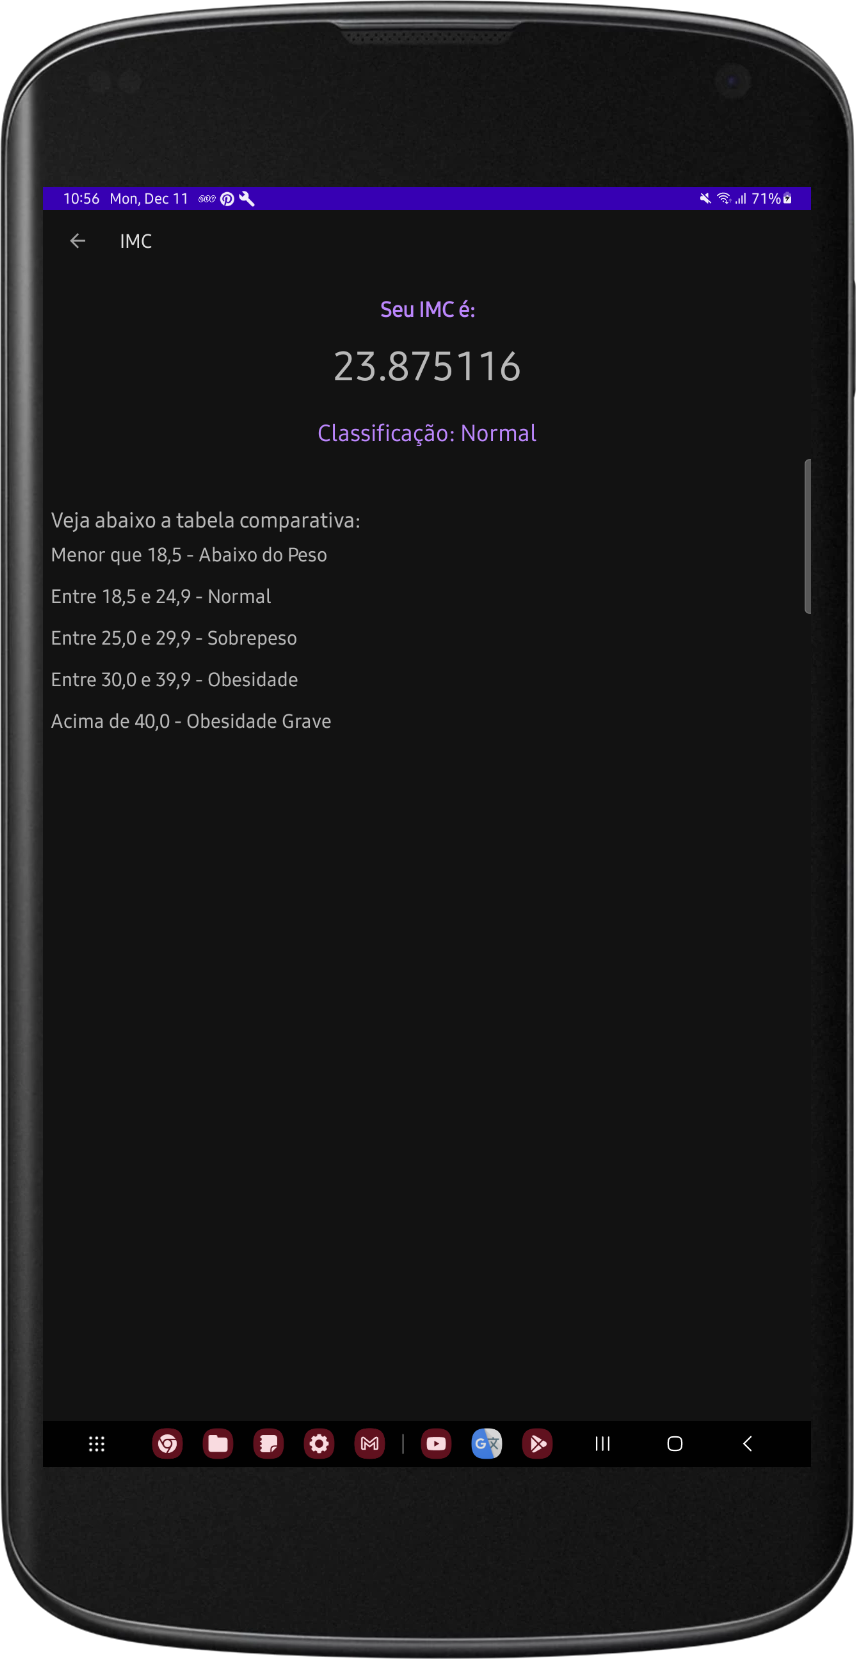 10:56 Mon, Dec 11 71%
IMC
Seu IMC é:
23.875116
Classificação: Normal
Veja abaixo a tabela comparativa:
Menor que 18,5 - Abaixo do Peso
Entre 18,5 e 24,9 - Normal
Entre 25,0 e 29,9 - Sobrepeso
Entre 30,0 e 39,9 - Obesidade
Acima de 40,0 - Obesidade Grave